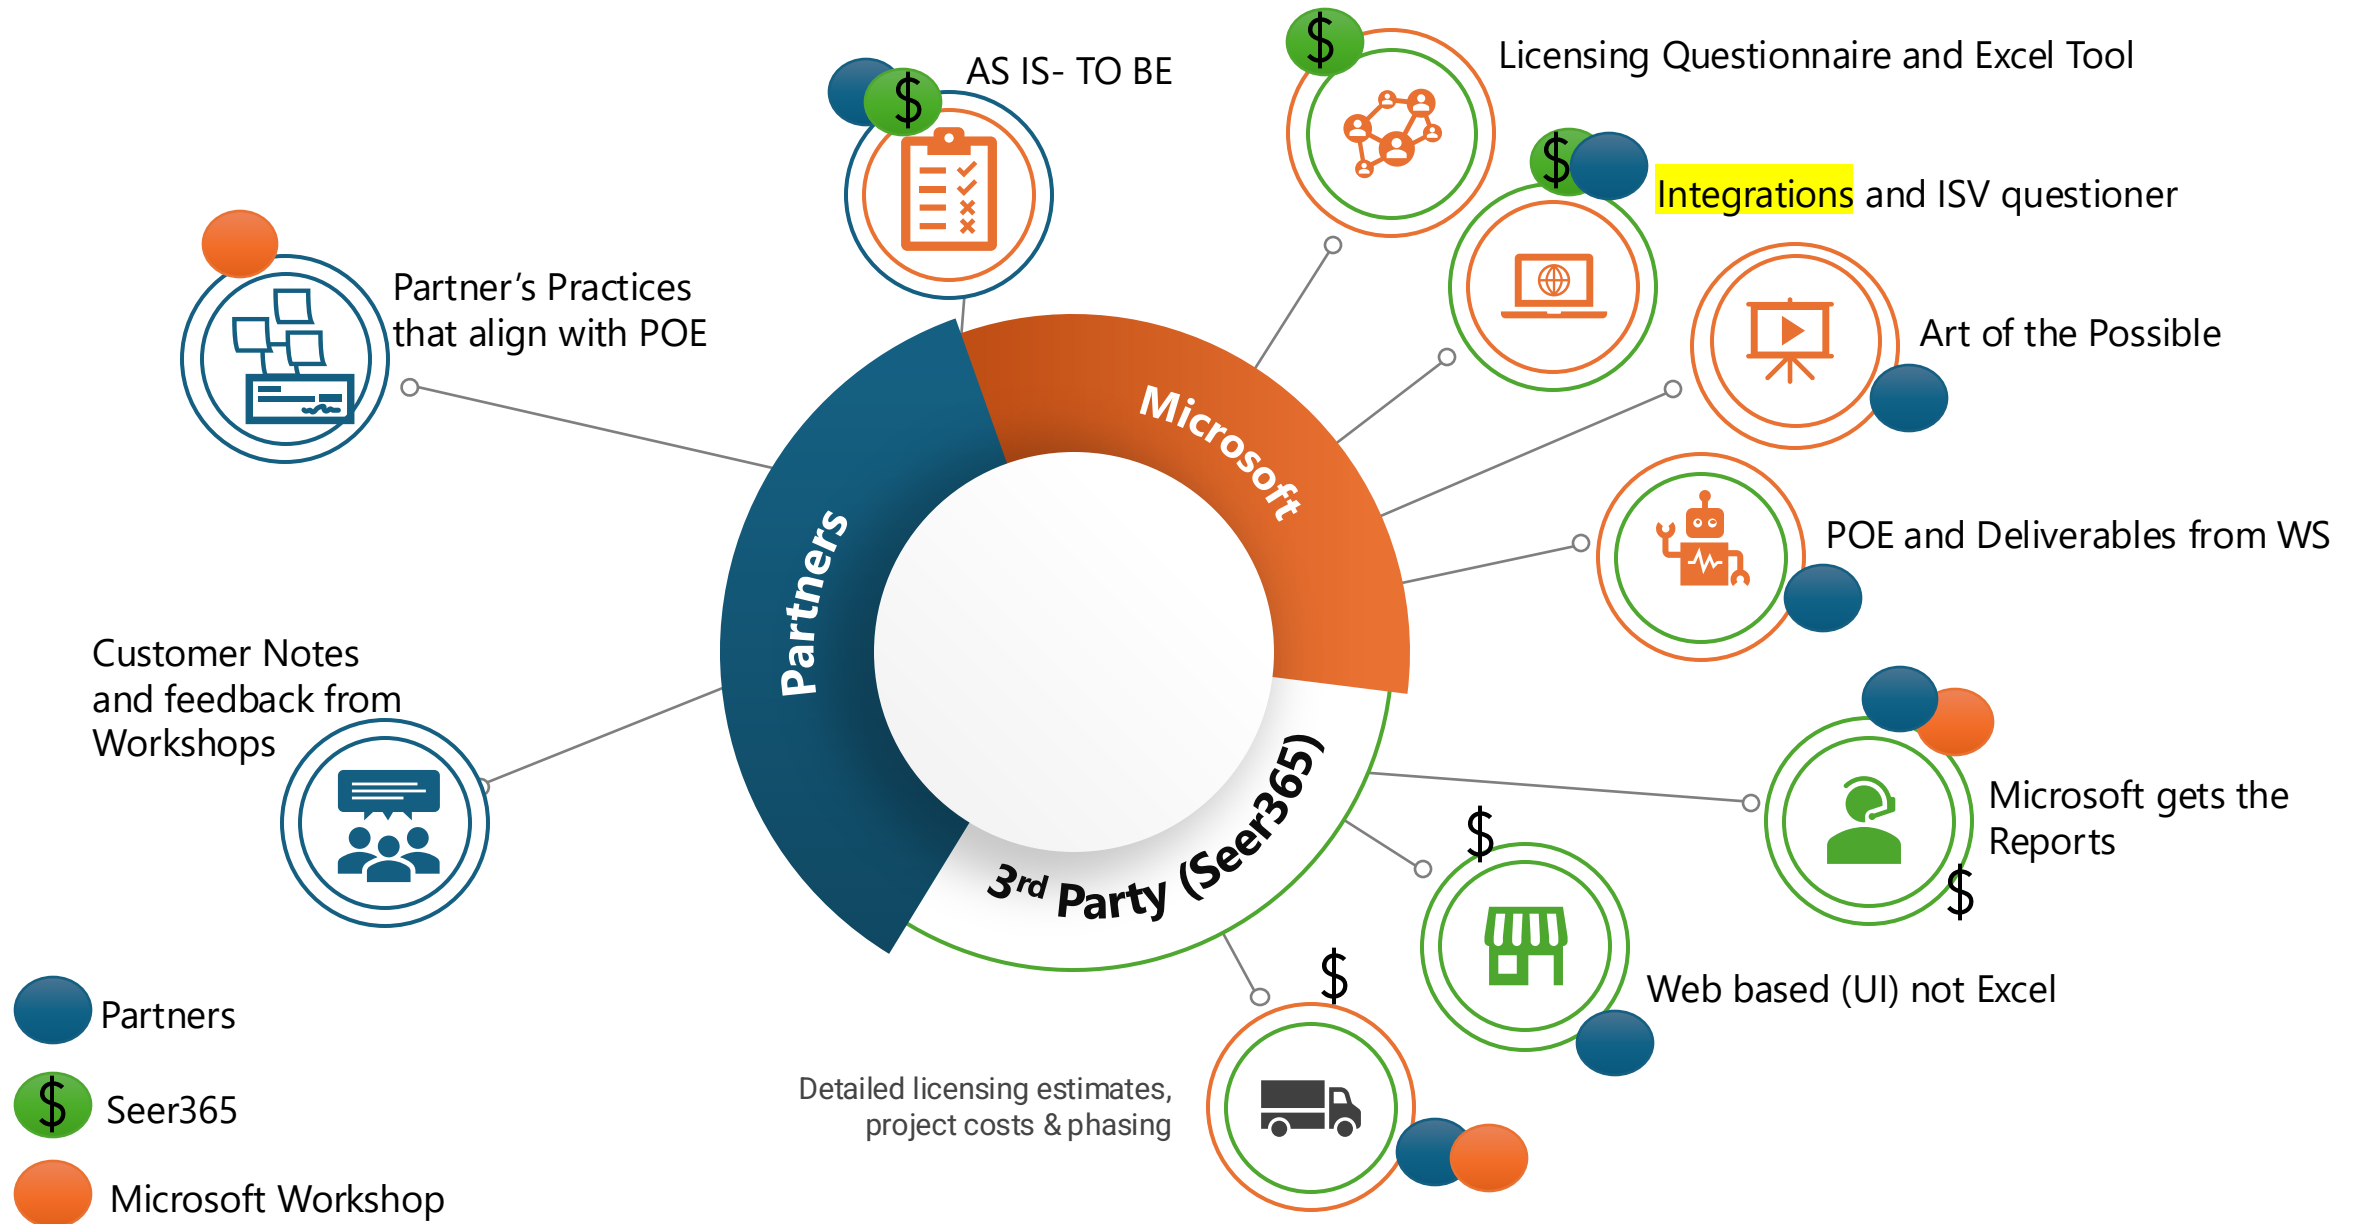 AS IS- TO BE
Licensing Questionnaire and Excel Tool
Integrations and ISV questioner
Partner’s Practices
that align with POE
Art of the Possible
Microsoft
POE and Deliverables from WS
Partners
Customer Notes
and feedback from
Workshops
3rd Party (Seer365)
Microsoft gets the
Reports
Web based (UI) not Excel
Detailed licensing estimates,
project costs & phasing
Partners
$ Seer365
Microsoft Workshop
$
$
$
$
$
$